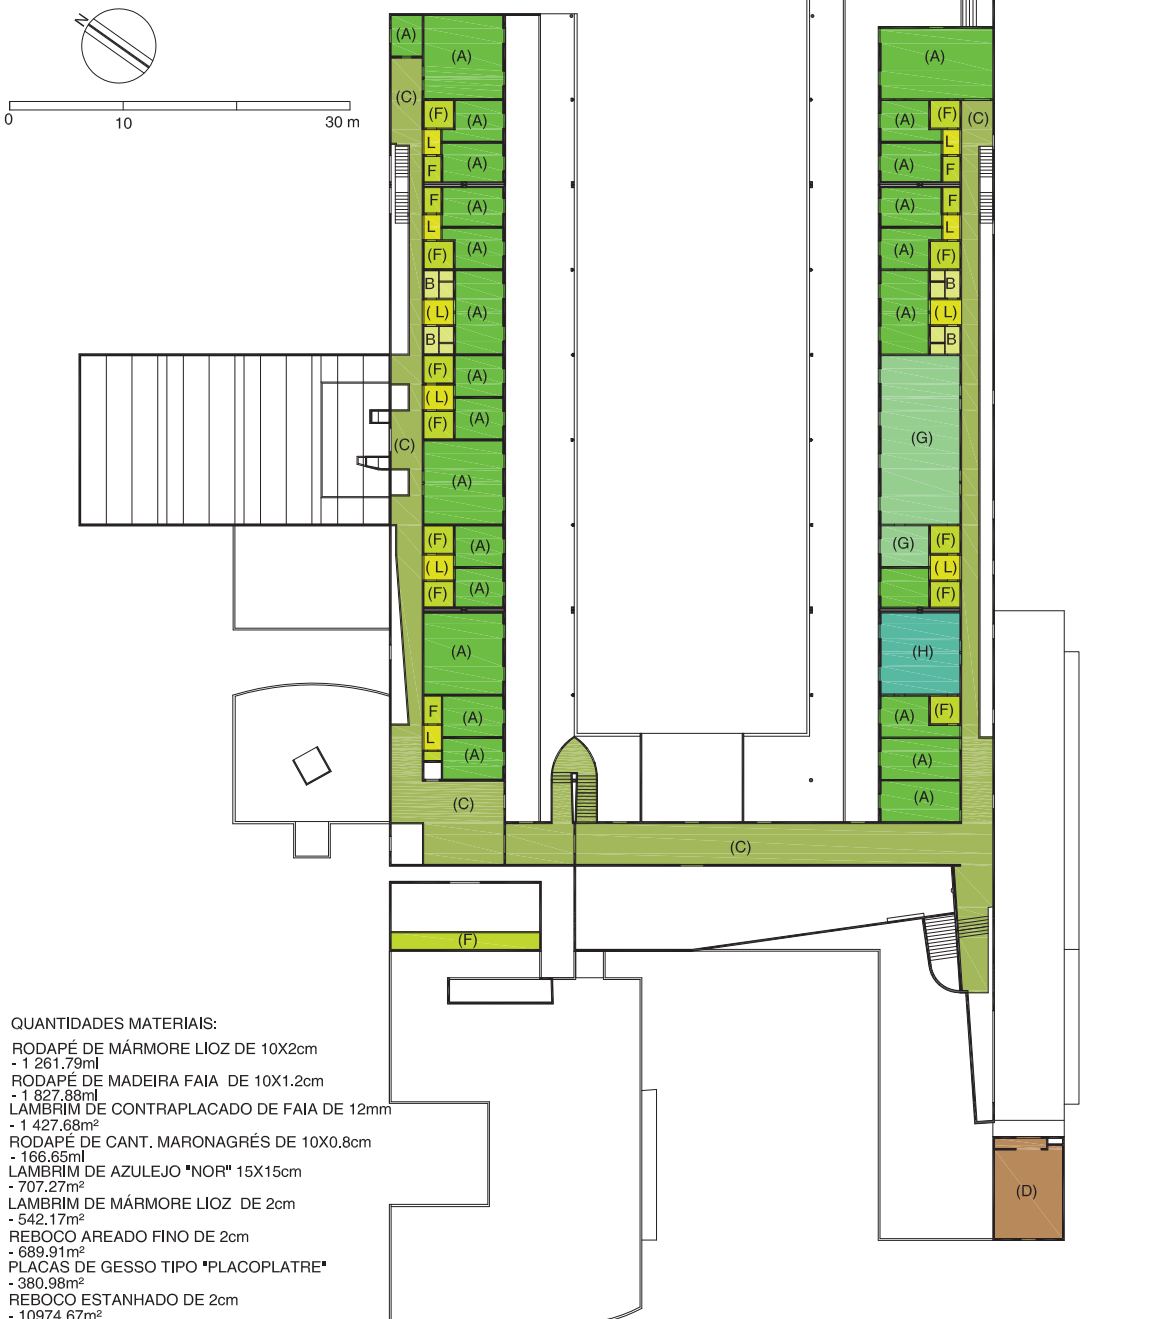 N
0 10 30 m
(A) (A) (A)
(C)
(F) (A) (A) (F) (C)
L L
F (A) (A) F
F (A) (A) F
L L
(F) (A) (A) (F)
B B
(L) (A) (A) (L)
B B
(F) (A)
(L)
(F) (A)
(C) (G)
(A)
(F) (A) (G) (F)
(L) (L)
(F) (A) (F)
(A) (H)
F (A) (A) (F)
L
(A) (A)
(C) (A)
(C)
(F)
QUANTIDADES MATERIAIS:
RODAPÉ DE MÁRMORE LIOZ DE 10X2cm
- 1 261.79ml
RODAPÉ DE MADEIRA FAIA DE 10X1.2cm
- 1 827.88ml
LAMBRIM DE CONTRAPLACADO DE FAIA DE 12mm
- 1 427.68m²
RODAPÉ DE CANT. MARONAGRÉS DE 10X0.8cm
- 166.65ml
LAMBRIM DE AZULEJO "NOR" 15X15cm
- 707.27m²
(D)
LAMBRIM DE MÁRMORE LIOZ DE 2cm
- 542.17m²
REBOCO AREADO FINO DE 2cm
- 689.91m²
PLACAS DE GESSO TIPO "PLACOPLATRE"
- 380.98m²
REBOCO ESTANHADO DE 2cm
- 10974.67m²